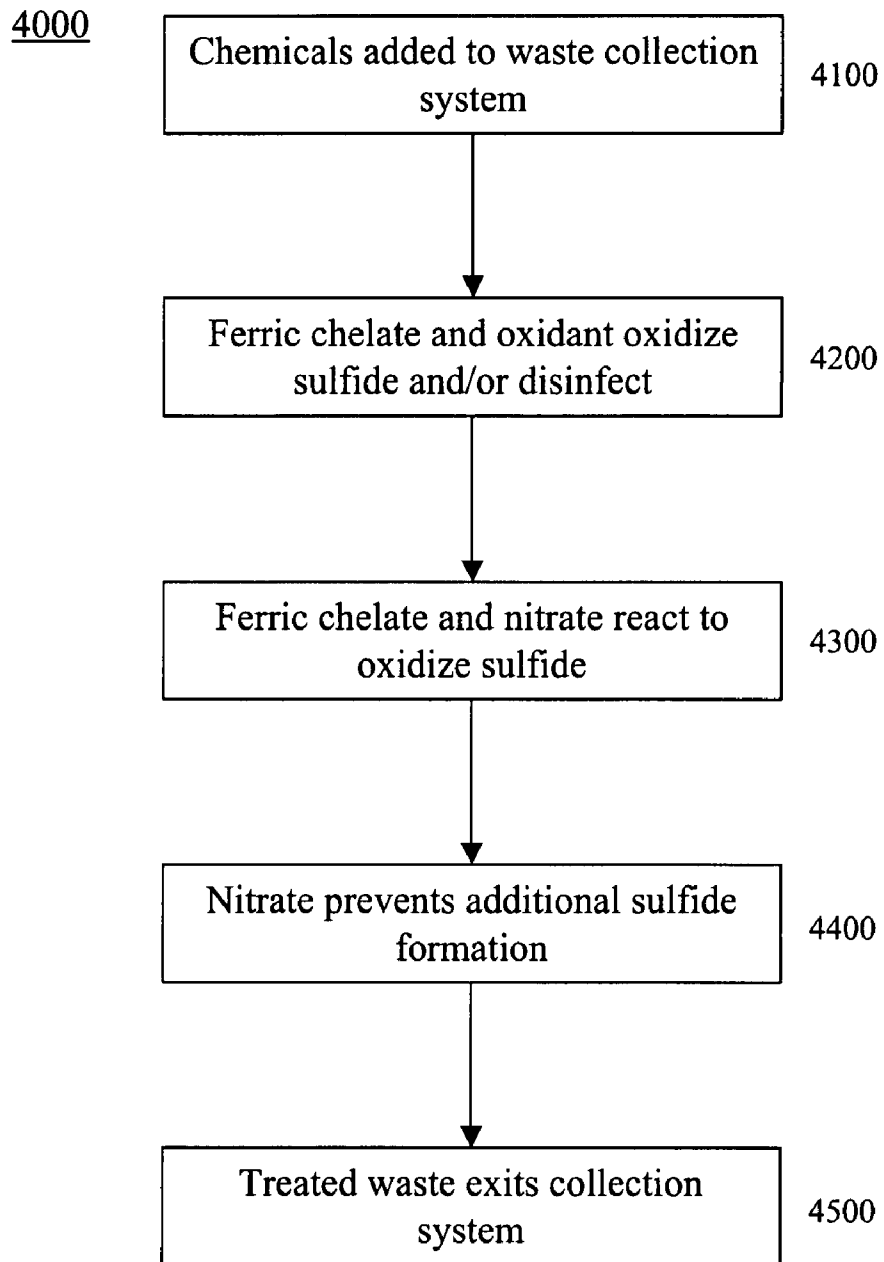 4000
Chemicals added to waste collection
system
4100
Ferric chelate and oxidant oxidize
sulfide and/or disinfect
4200
Ferric chelate and nitrate react to
oxidize sulfide
4300
Nitrate prevents additional sulfide
formation
4400
Treated waste exits collection
system
4500